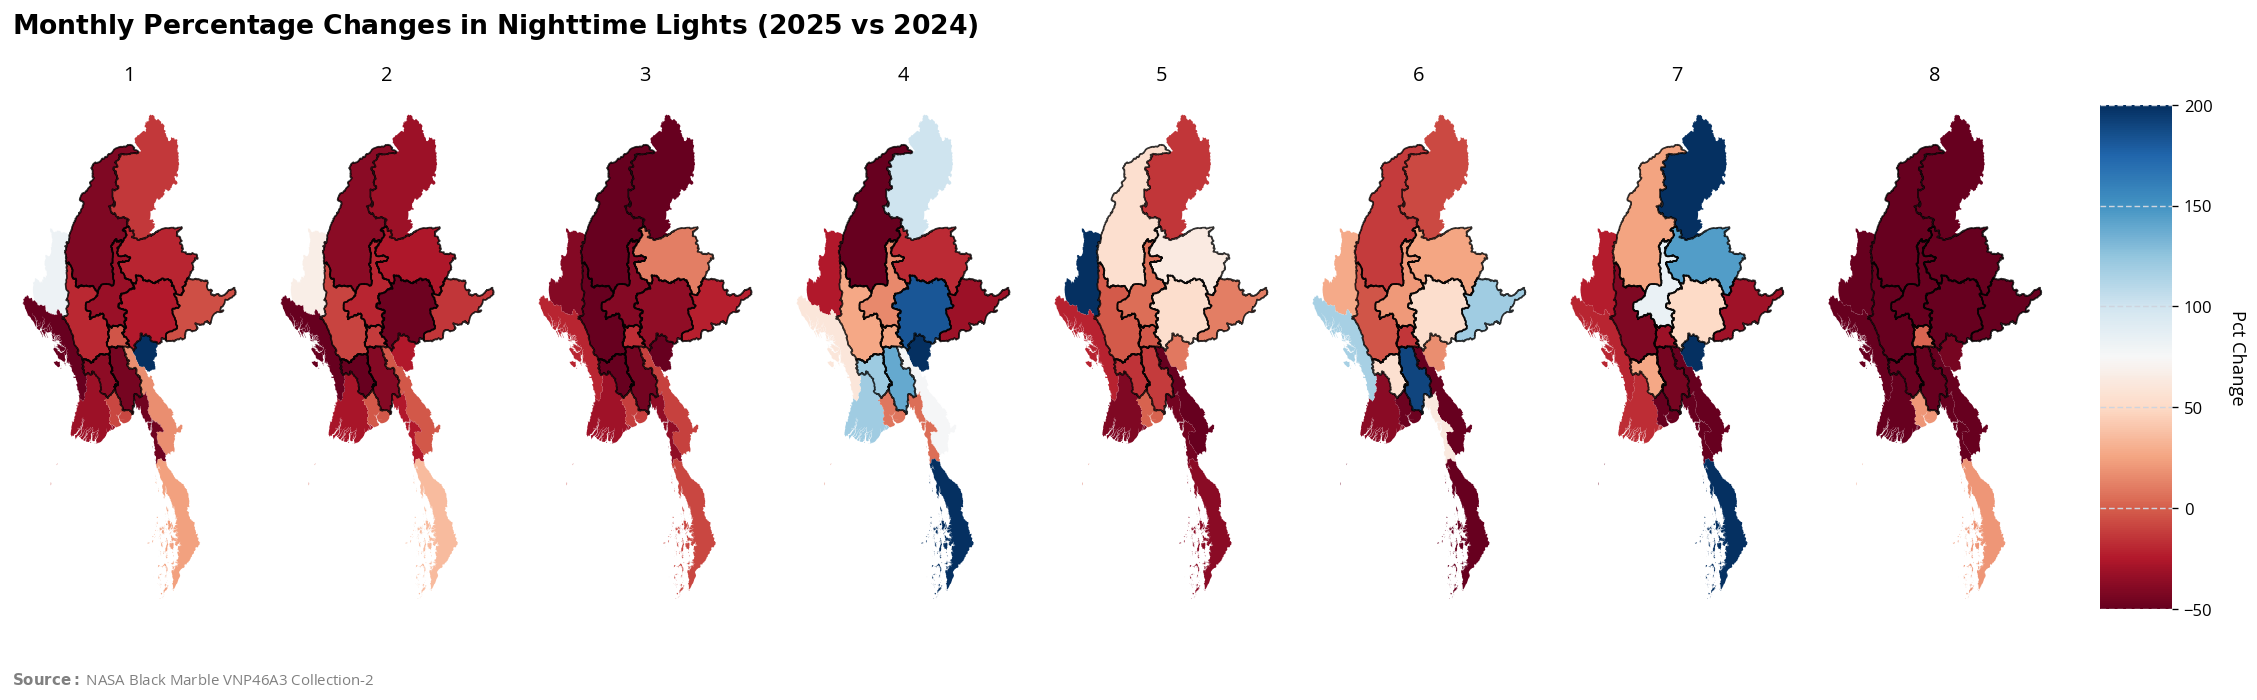 Monthly Percentage Changes in Nighttime Lights (2025 vs 2024)
1 2 3 4 5 6 7 8
200
150
100
50
0
−50
Pct Change
Source: NASA Black Marble VNP46A3 Collection-2